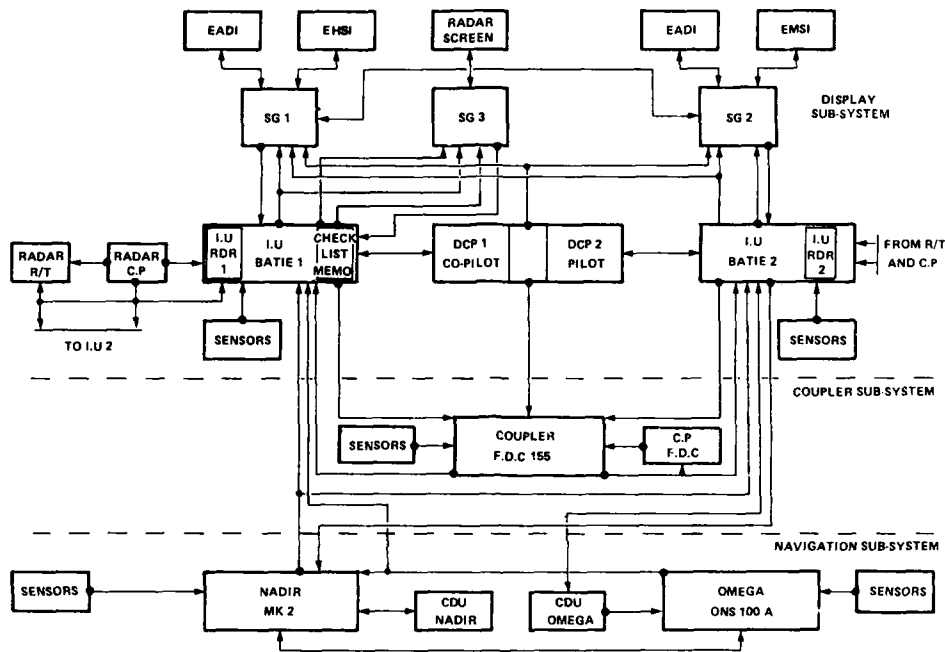 EADI
EHSI
RADAR
SCREEN
EADI
EMSI
SG 1
SG 3
SG 2
DISPLAY
SUB-SYSTEM
RADAR
R/T
RADAR
C.P
I.U
RDR
1
I.U
BATIE 1
CHECK
LIST
MEMO
DCP 1
CO-PILOT
DCP 2
PILOT
I.U
BATIE 2
I.U
RDR
2
FROM R/T
AND C.P
TO I.U 2
SENSORS
SENSORS
COUPLER SUB-SYSTEM
SENSORS
COUPLER
F.D.C 155
C.P
F.D.C
NAVIGATION SUB-SYSTEM
SENSORS
NADIR
MK 2
CDU
NADIR
CDU
OMEGA
OMEGA
ONS 100 A
SENSORS